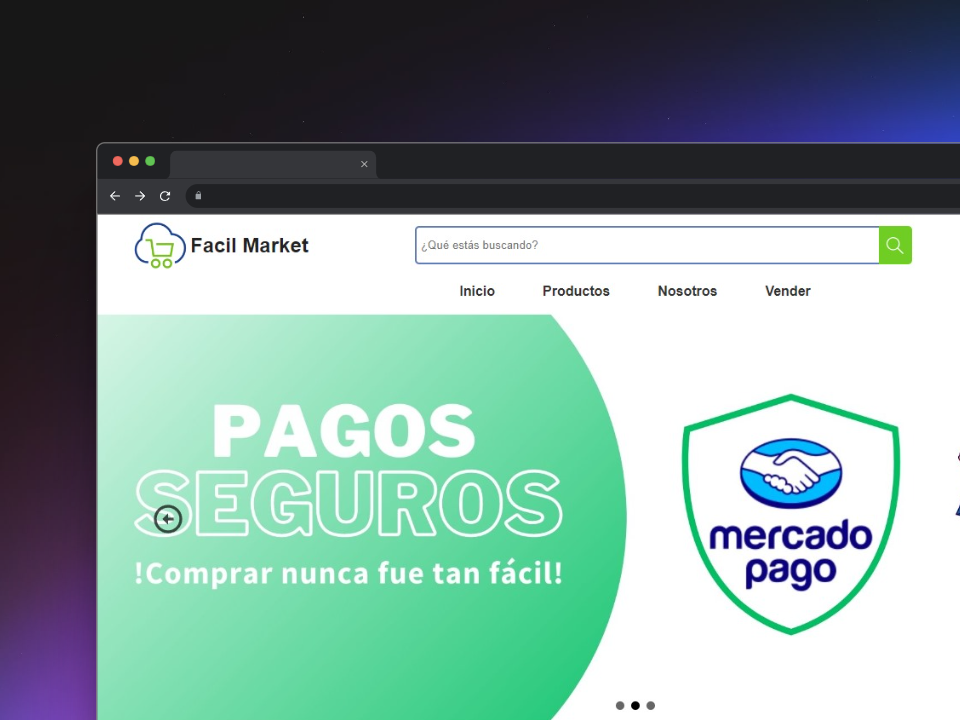 Facil Market
¿Qué estás buscando?
Inicio Productos Nosotros Vender
PAGOS
SEGUROS
!Comprar nunca fue tan fácil!
mercado
pago